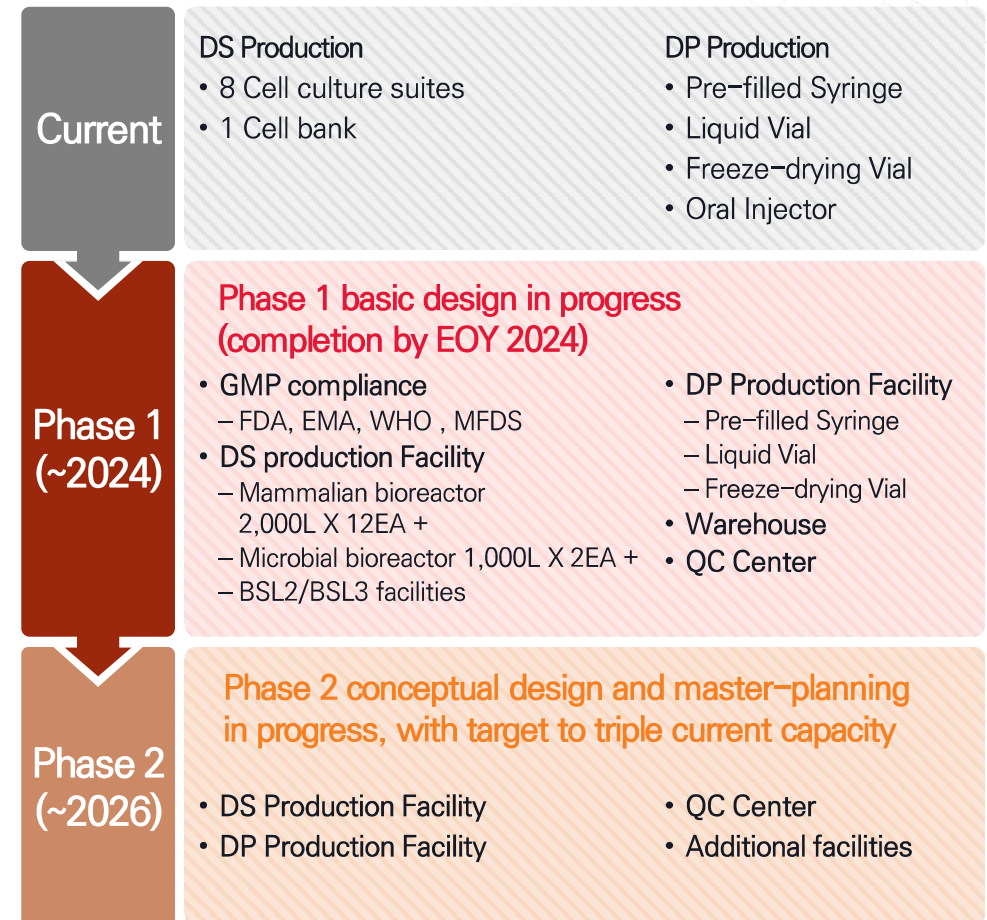 Current
DS Production
• 8 Cell culture suites
• 1 Cell bank
DP Production
• Pre-filled Syringe
• Liquid Vial
• Freeze-drying Vial
• Oral Injector
Phase 1
(~2024)
Phase 1 basic design in progress
(completion by EOY 2024)
• GMP compliance
– FDA, EMA, WHO , MFDS
• DS production Facility
– Mammalian bioreactor
2,000L X 12EA +
– Microbial bioreactor 1,000L X 2EA +
– BSL2/BSL3 facilities
• DP Production Facility
– Pre-filled Syringe
– Liquid Vial
– Freeze-drying Vial
• Warehouse
• QC Center
Phase 2
(~2026)
Phase 2 conceptual design and master-planning
in progress, with target to triple current capacity
• DS Production Facility
• DP Production Facility
• QC Center
• Additional facilities